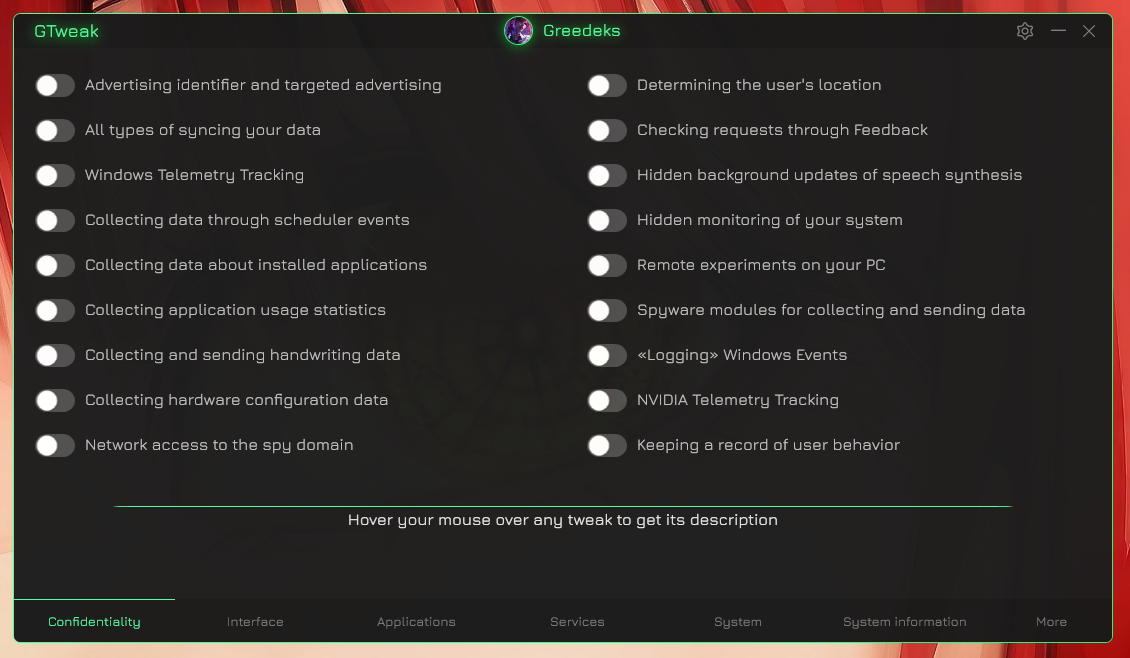 GTweak
Greedeks
Advertising identifier and targeted advertising
All types of syncing your data
Windows Telemetry Tracking
Collecting data through scheduler events
Collecting data about installed applications
Collecting application usage statistics
Collecting and sending handwriting data
Collecting hardware configuration data
Network access to the spy domain
Determining the user's location
Checking requests through Feedback
Hidden background updates of speech synthesis
Hidden monitoring of your system
Remote experiments on your PC
Spyware modules for collecting and sending data
«Logging» Windows Events
NVIDIA Telemetry Tracking
Keeping a record of user behavior
Hover your mouse over any tweak to get its description
Confidentiality
Interface
Applications
Services
System
System information
More